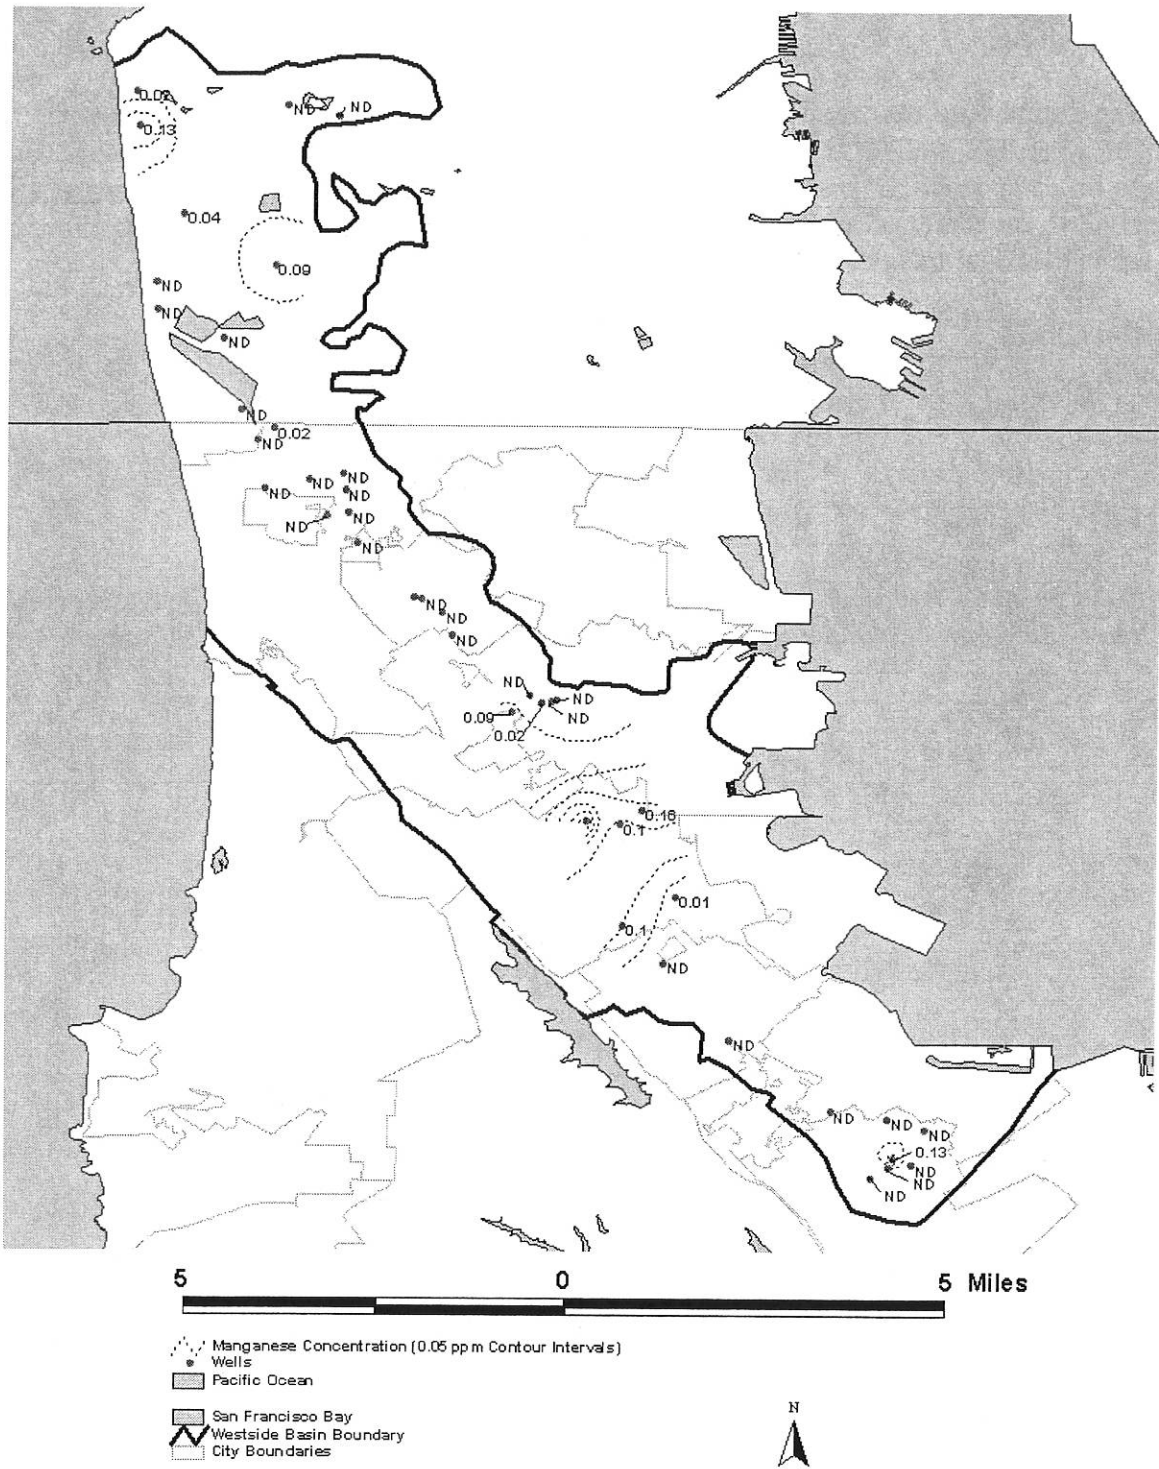 0.02
ND
ND
0.13
0.04
0.09
ND
ND
ND
ND
0.02
ND
ND
ND
ND
ND
ND
ND
ND
ND
ND
ND
ND
ND
ND
0.09
0.02
0.1
0.01
0.1
ND
ND
ND
ND
ND
0.13
ND
ND
ND
5 0 5 Miles
Manganese Concentration (0.05 ppm Contour Intervals)
Wells
Pacific Ocean
San Francisco Bay
Westside Basin Boundary
City Boundaries
N